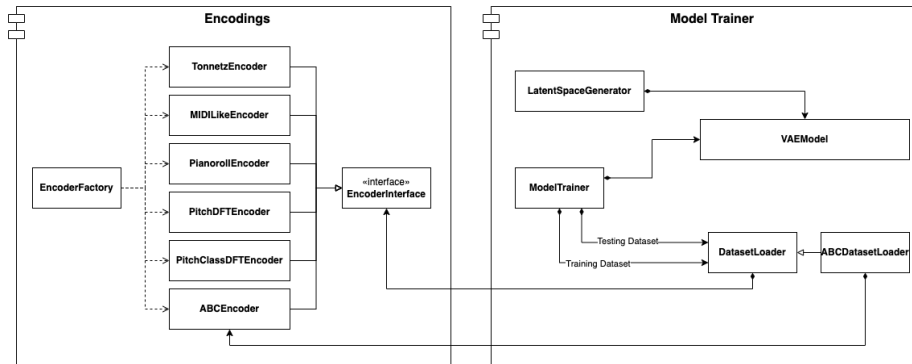 Encodings
Model Trainer
TonnetzEncoder
MIDILikeEncoder
PianorollEncoder
EncoderFactory
PitchDFTEncoder
PitchClassDFTEncoder
ABCEncoder
«interface»
EncoderInterface
LatentSpaceGenerator
VAEModel
ModelTrainer
Testing Dataset
Training Dataset
DatasetLoader
ABCDatasetLoader